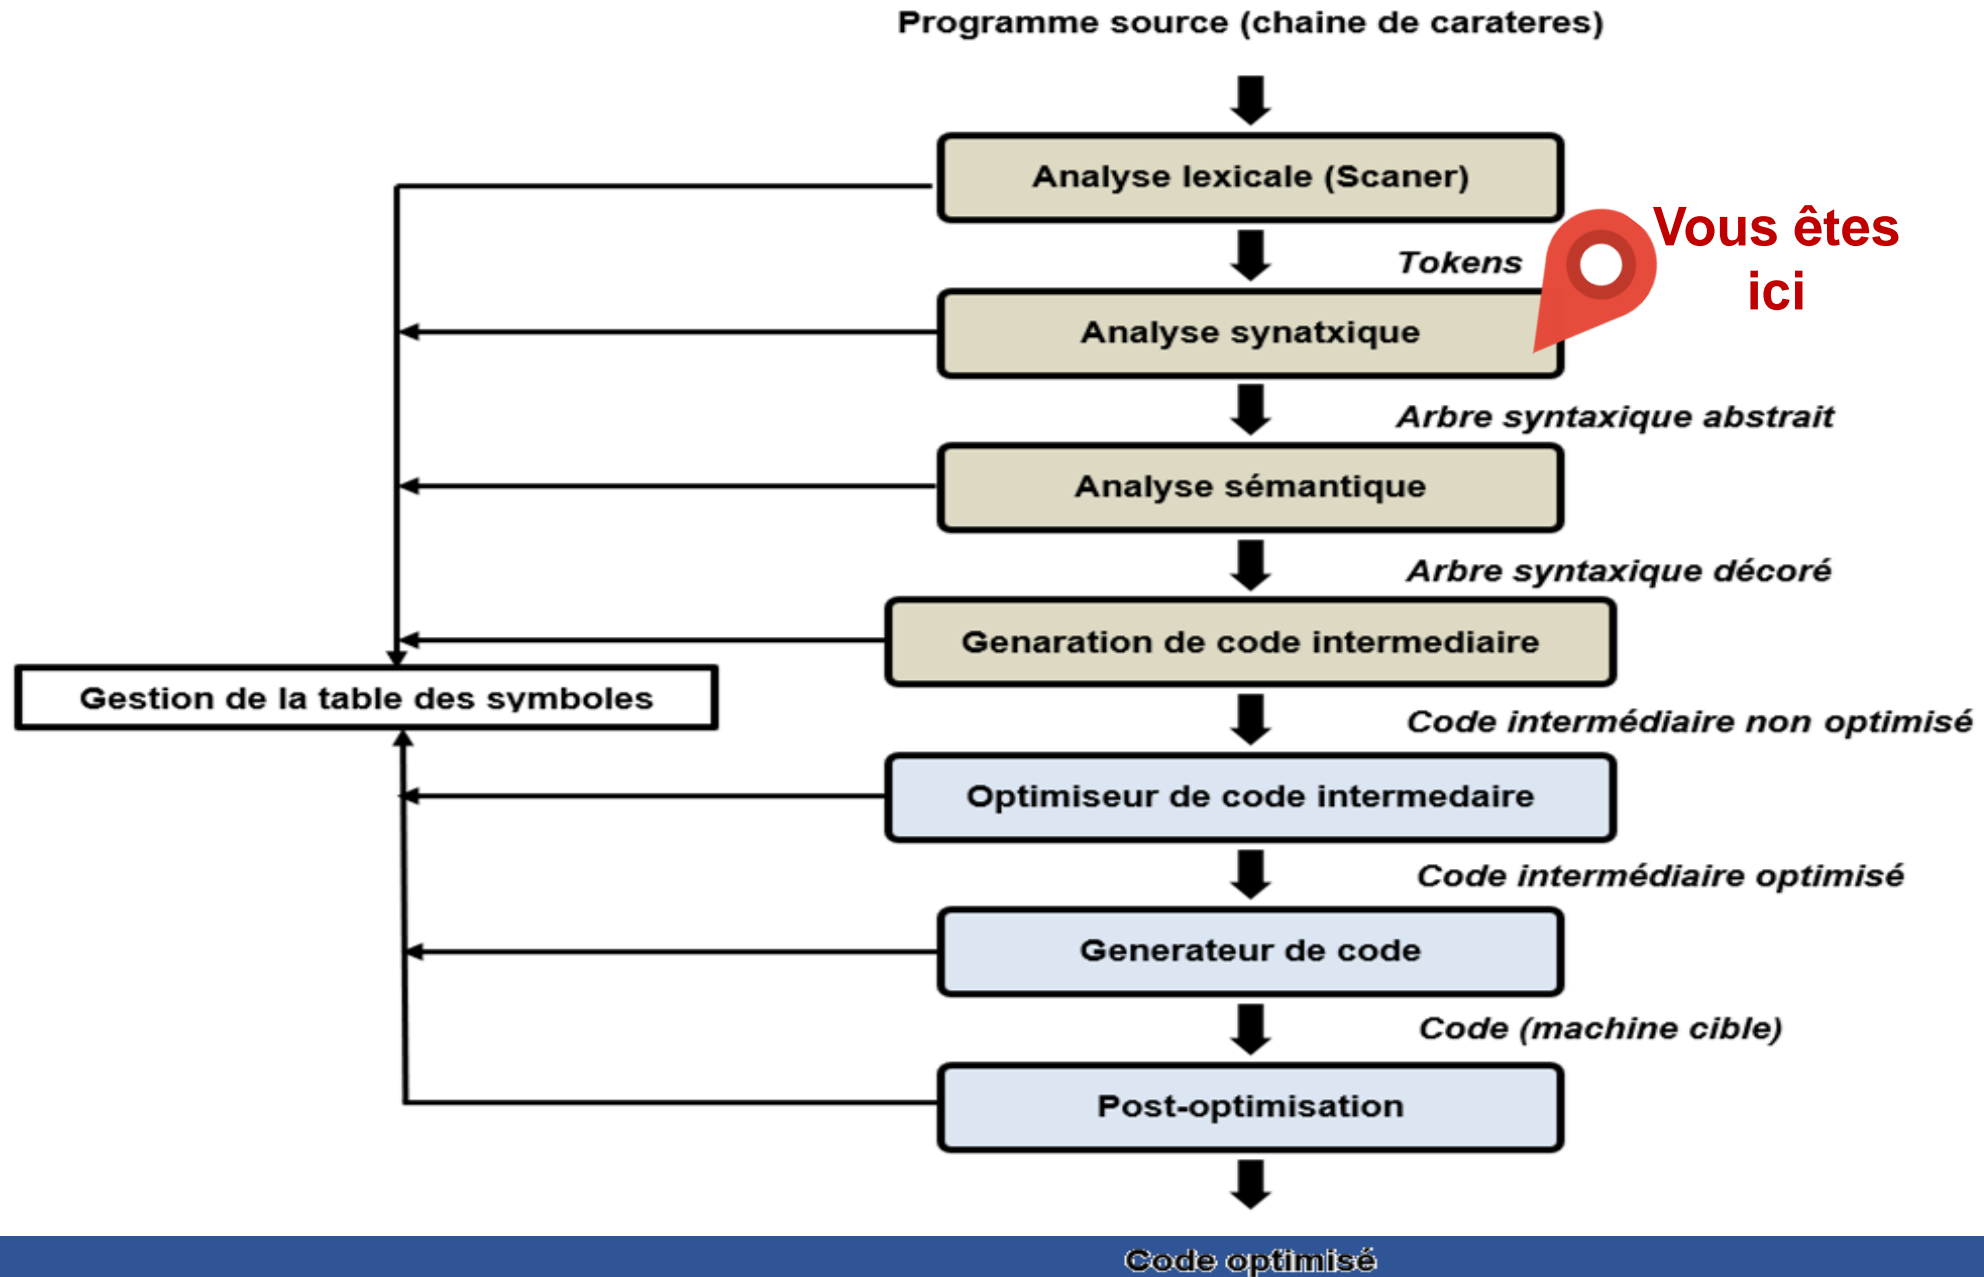 Programme source (chaine de carateres)
Analyse lexicale (Scaner)
Vous êtes
ici
Tokens
Analyse synatxique
Arbre syntaxique abstrait
Analyse sémantique
Arbre syntaxique décoré
Genaration de code intermediaire
Gestion de la table des symboles
Code intermédiaire non optimisé
Optimiseur de code intermedaire
Code intermédiaire optimisé
Generateur de code
Code (machine cible)
Post-optimisation
Code optimisé